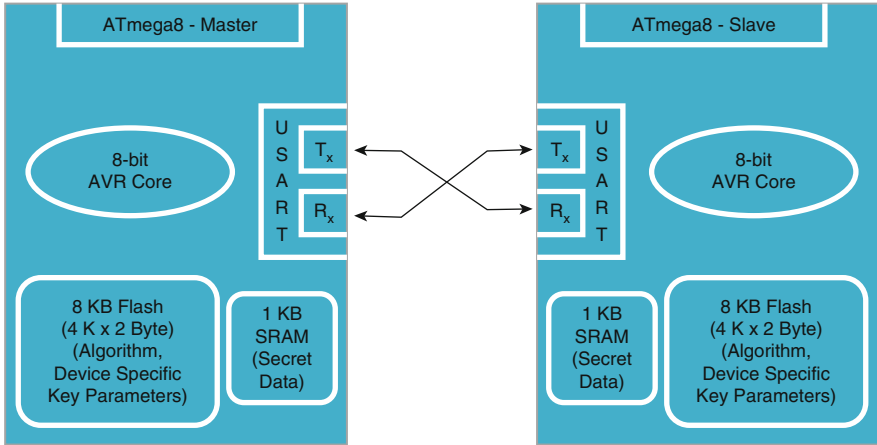 ATmega8 - Master
8-bit
AVR Core
U
S
A
R
T
Tx
Rx
8 KB Flash
(4 K x 2 Byte)
(Algorithm,
Device Specific
Key Parameters)
1 KB
SRAM
(Secret
Data)
ATmega8 - Slave
Tx
Rx
U
S
A
R
T
8-bit
AVR Core
1 KB
SRAM
(Secret
Data)
8 KB Flash
(4 K x 2 Byte)
(Algorithm,
Device Specific
Key Parameters)